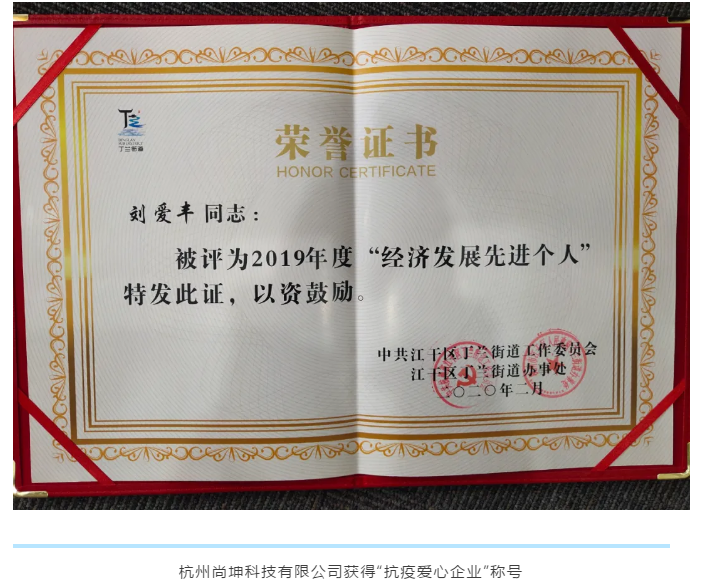 丁兰街道
荣誉证书
HONOR CERTIFICATE
刘爱丰同志：
被评为2019年度“经济发展先进个人”
特发此证，以资鼓励。
中共江干区丁兰街道工作委员会
江干区丁兰街道办事处
二〇二〇年二月
杭州尚坤科技有限公司获得“抗疫爱心企业”称号